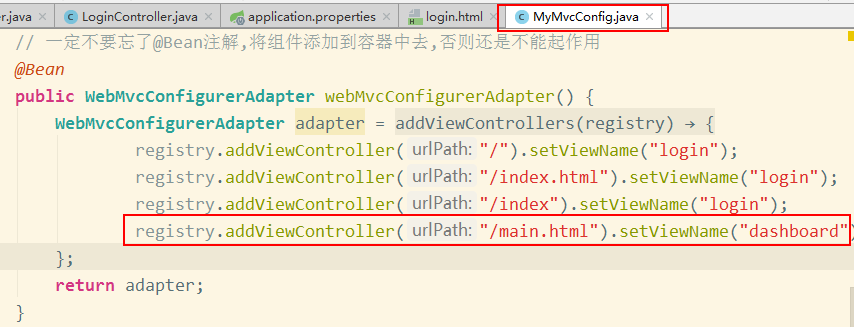 r.java × LoginController.java × application.properties × login.html × MyMvcConfig.java ×
// 一定不要忘了@Bean注解,将组件添加到容器中去,否则还是不能起作用
@Bean
public WebMvcConfigurerAdapter webMvcConfigurerAdapter() {
WebMvcConfigurerAdapter adapter = addViewControllers(registry) → {
registry.addViewController( urlPath: "/").setViewName("login");
registry.addViewController( urlPath: "/index.html").setViewName("login");
registry.addViewController( urlPath: "/index").setViewName("login");
registry.addViewController( urlPath: "/main.html").setViewName("dashboard")
};
return adapter;
}